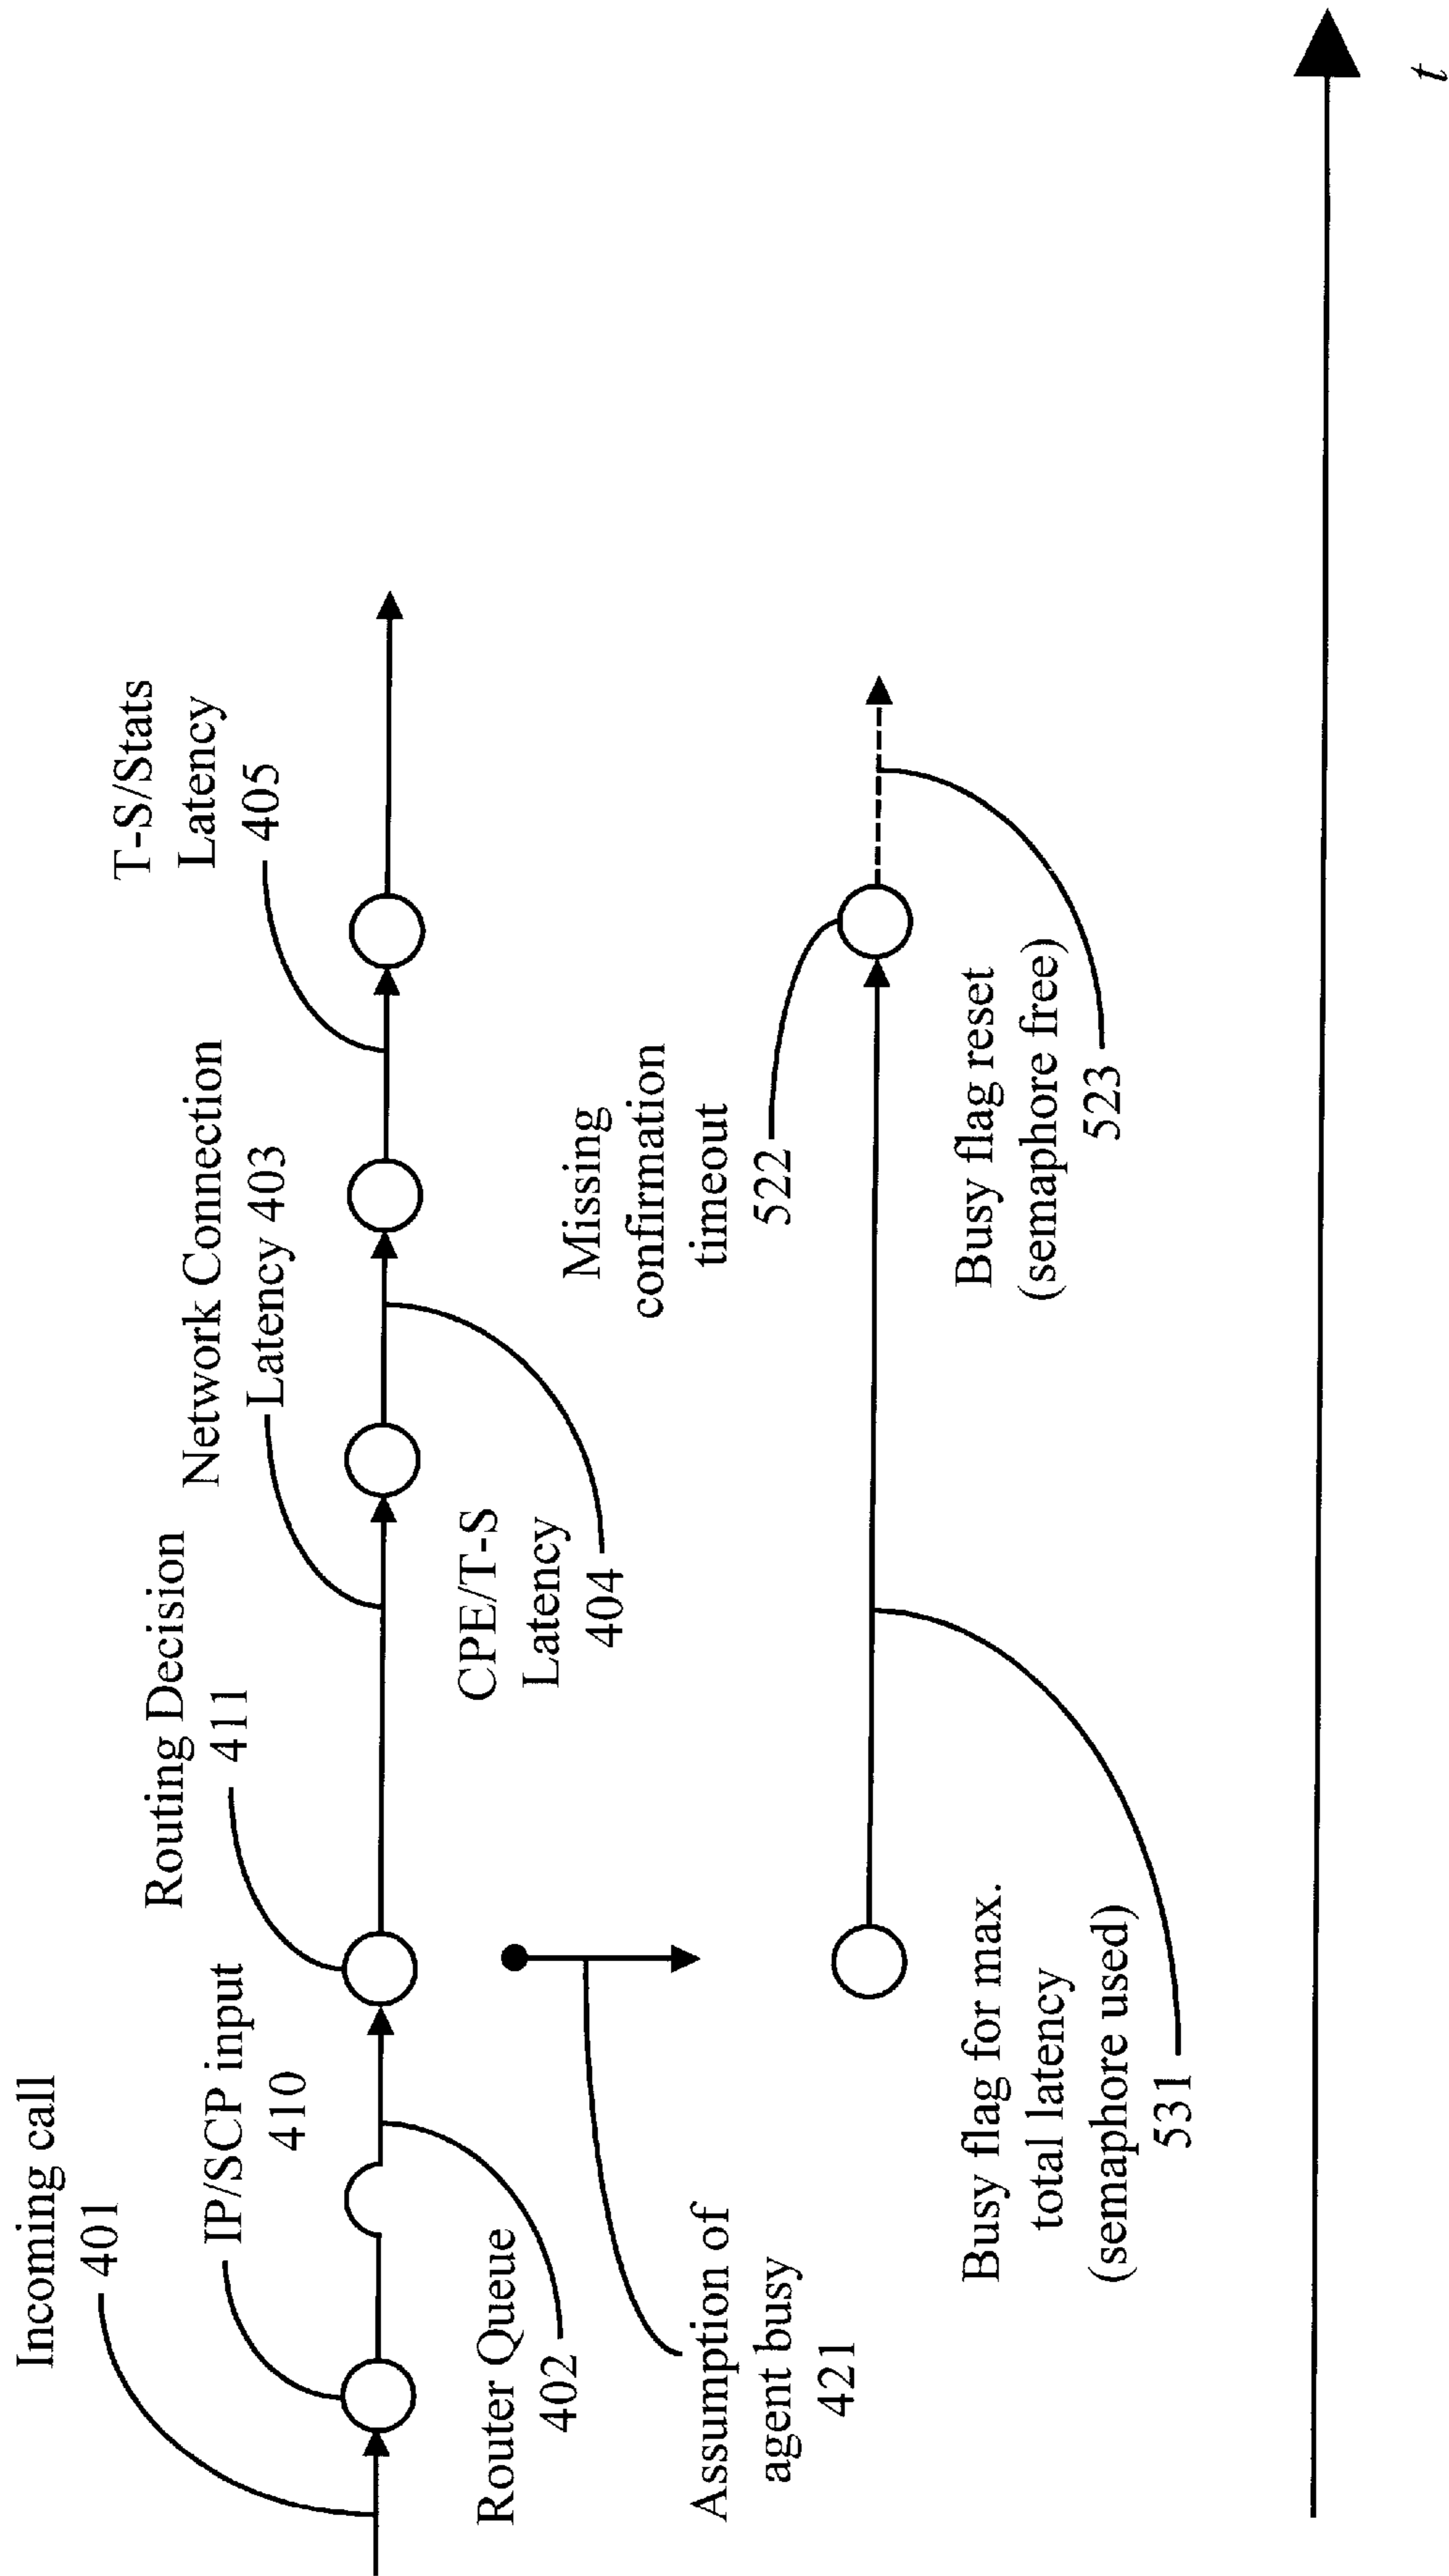 Incoming call
401
IP/SCP input
410
Router Queue
402
Assumption of
agent busy
421
Routing Decision
411
Network Connection
Latency 403
CPE/T-S
Latency
404
T-S/Stats
Latency
405
Missing
confirmation
timeout
522
Busy flag for max.
total latency
(semaphore used)
531
Busy flag reset
(semaphore free)
523
t